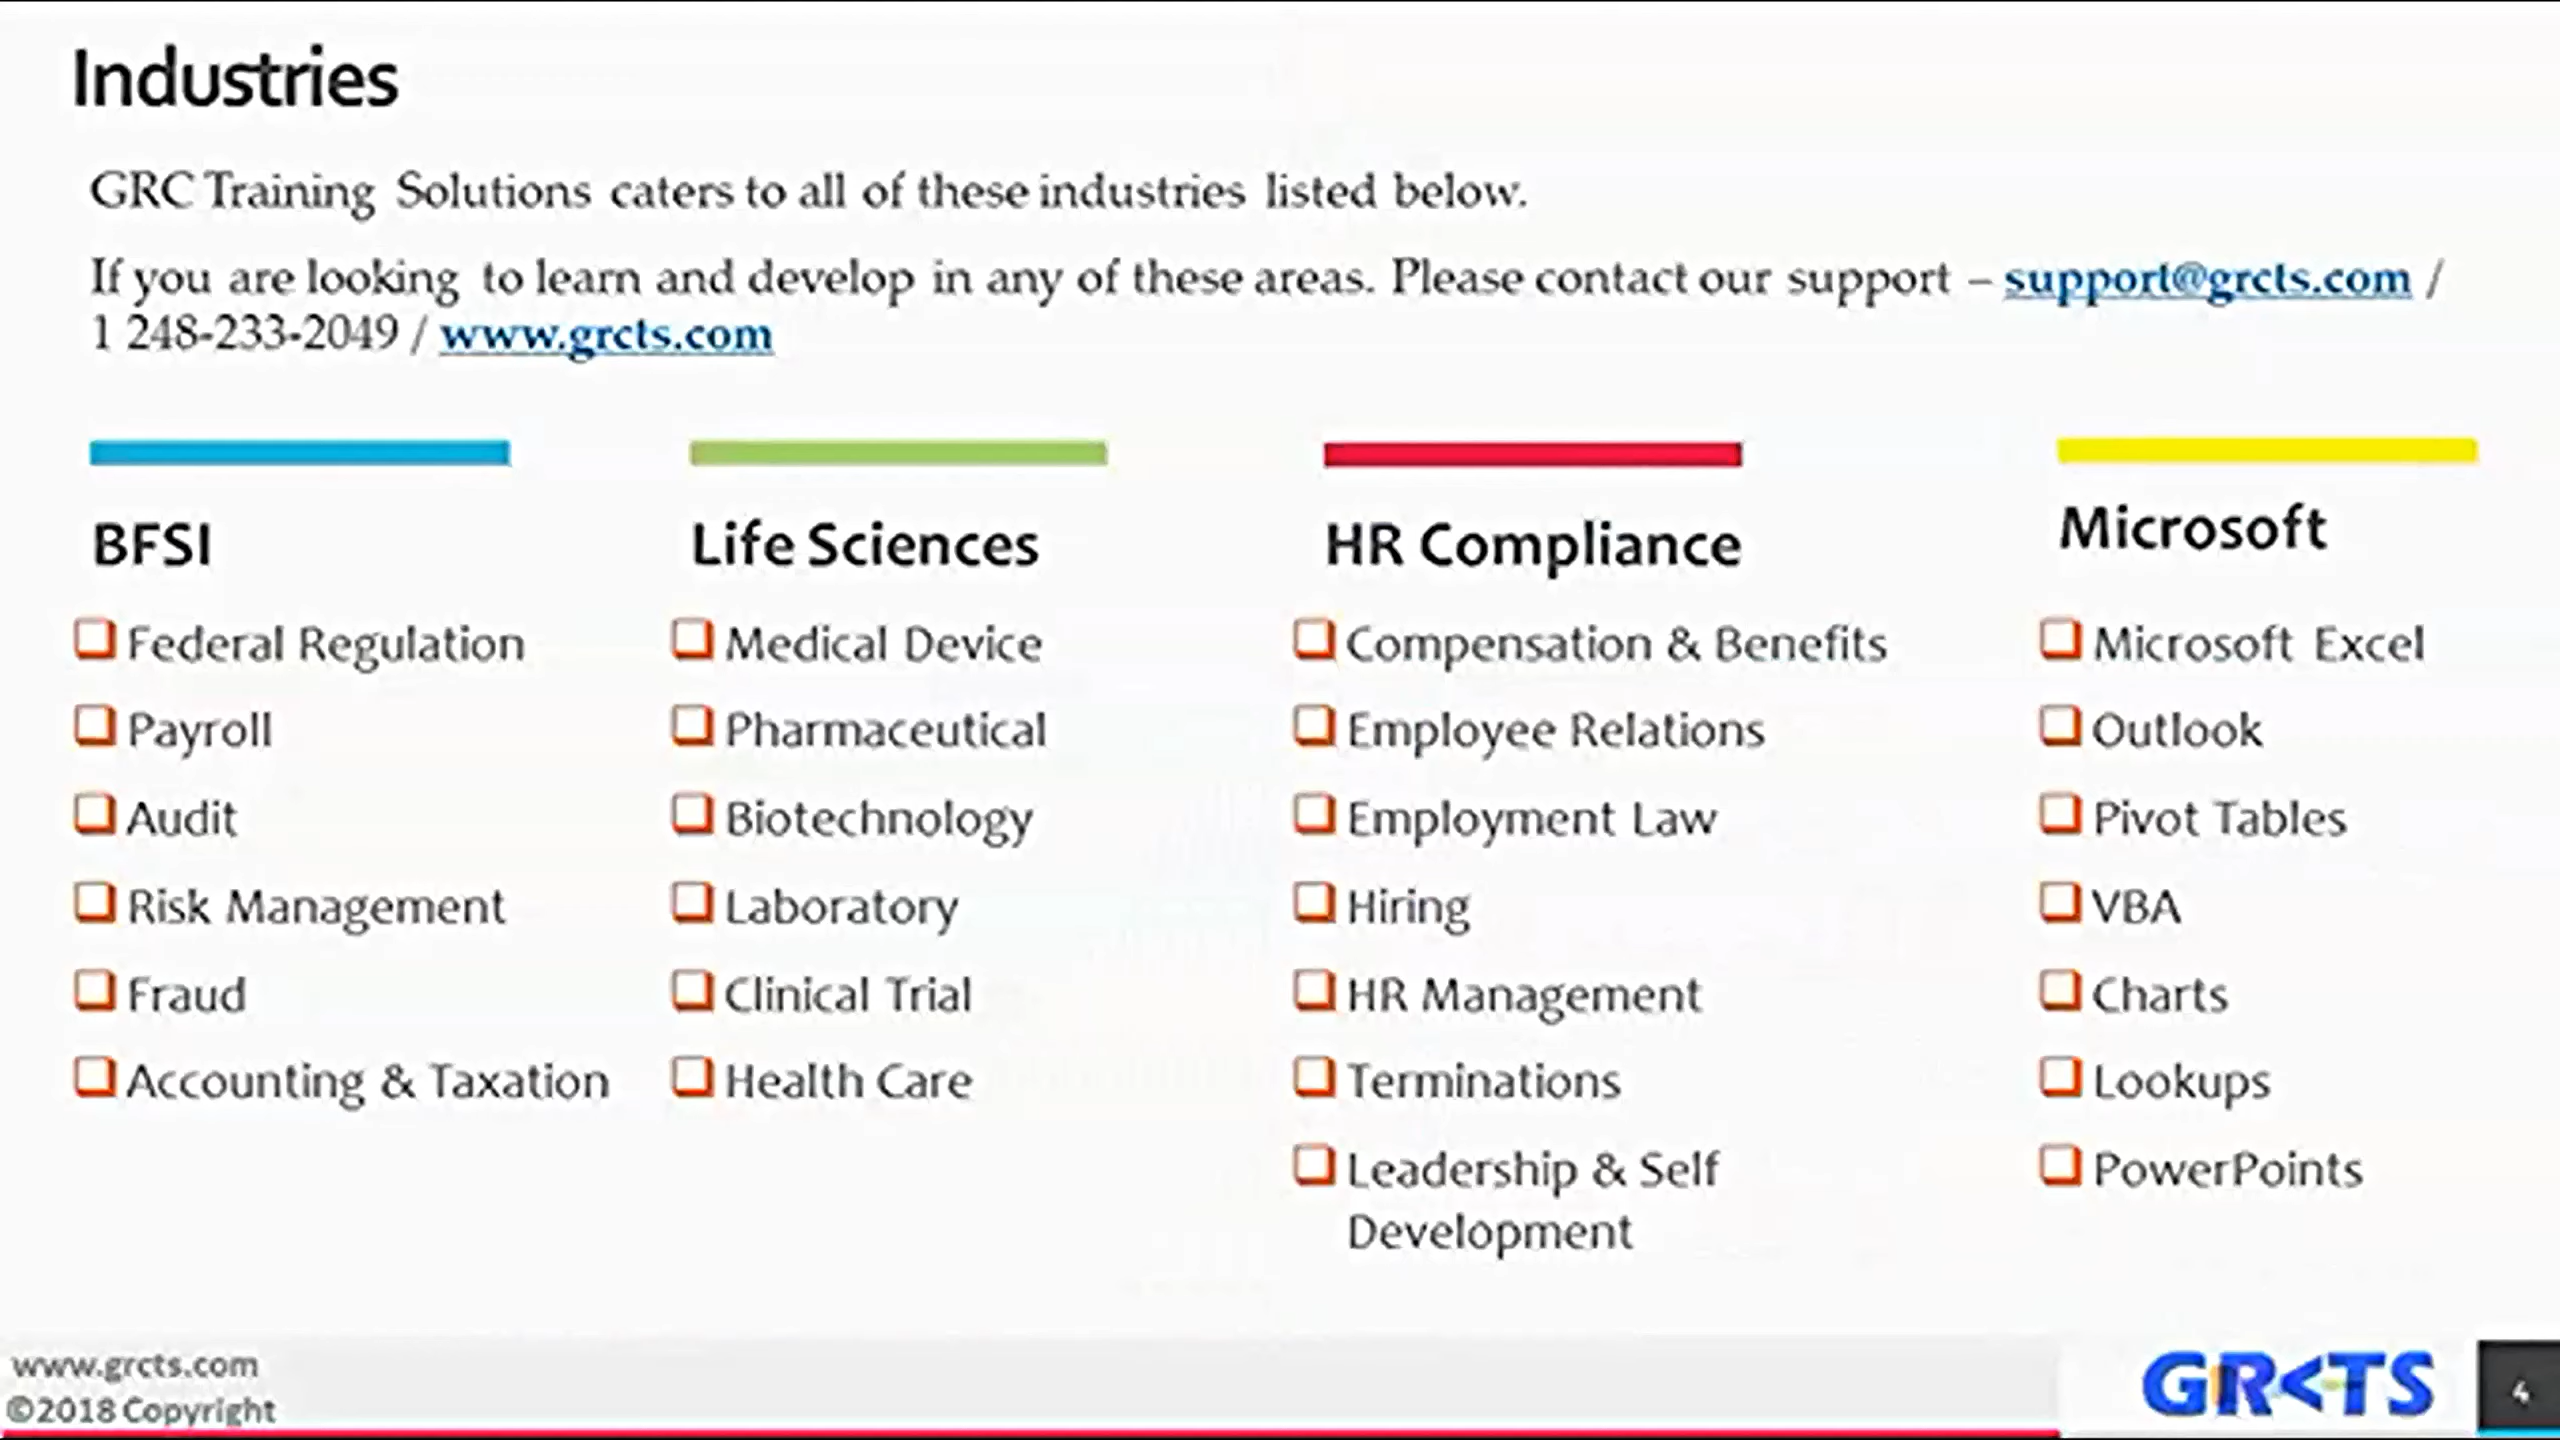 Industries
GRC Training Solutions caters to all of these industries listed below.
If you are looking to learn and develop in any of these areas. Please contact our support – support@grcts.com /
1 248-233-2049 / www.grcts.com
BFSI
Federal Regulation
Payroll
Audit
Risk Management
Fraud
Accounting & Taxation
Life Sciences
Medical Device
Pharmaceutical
Biotechnology
Laboratory
Clinical Trial
Health Care
HR Compliance
Compensation & Benefits
Employee Relations
Employment Law
Hiring
HR Management
Terminations
Leadership & Self
Development
Microsoft
Microsoft Excel
Outlook
Pivot Tables
VBA
Charts
Lookups
PowerPoints
www.grcts.com
©2018 Copyright
GRCTS
4